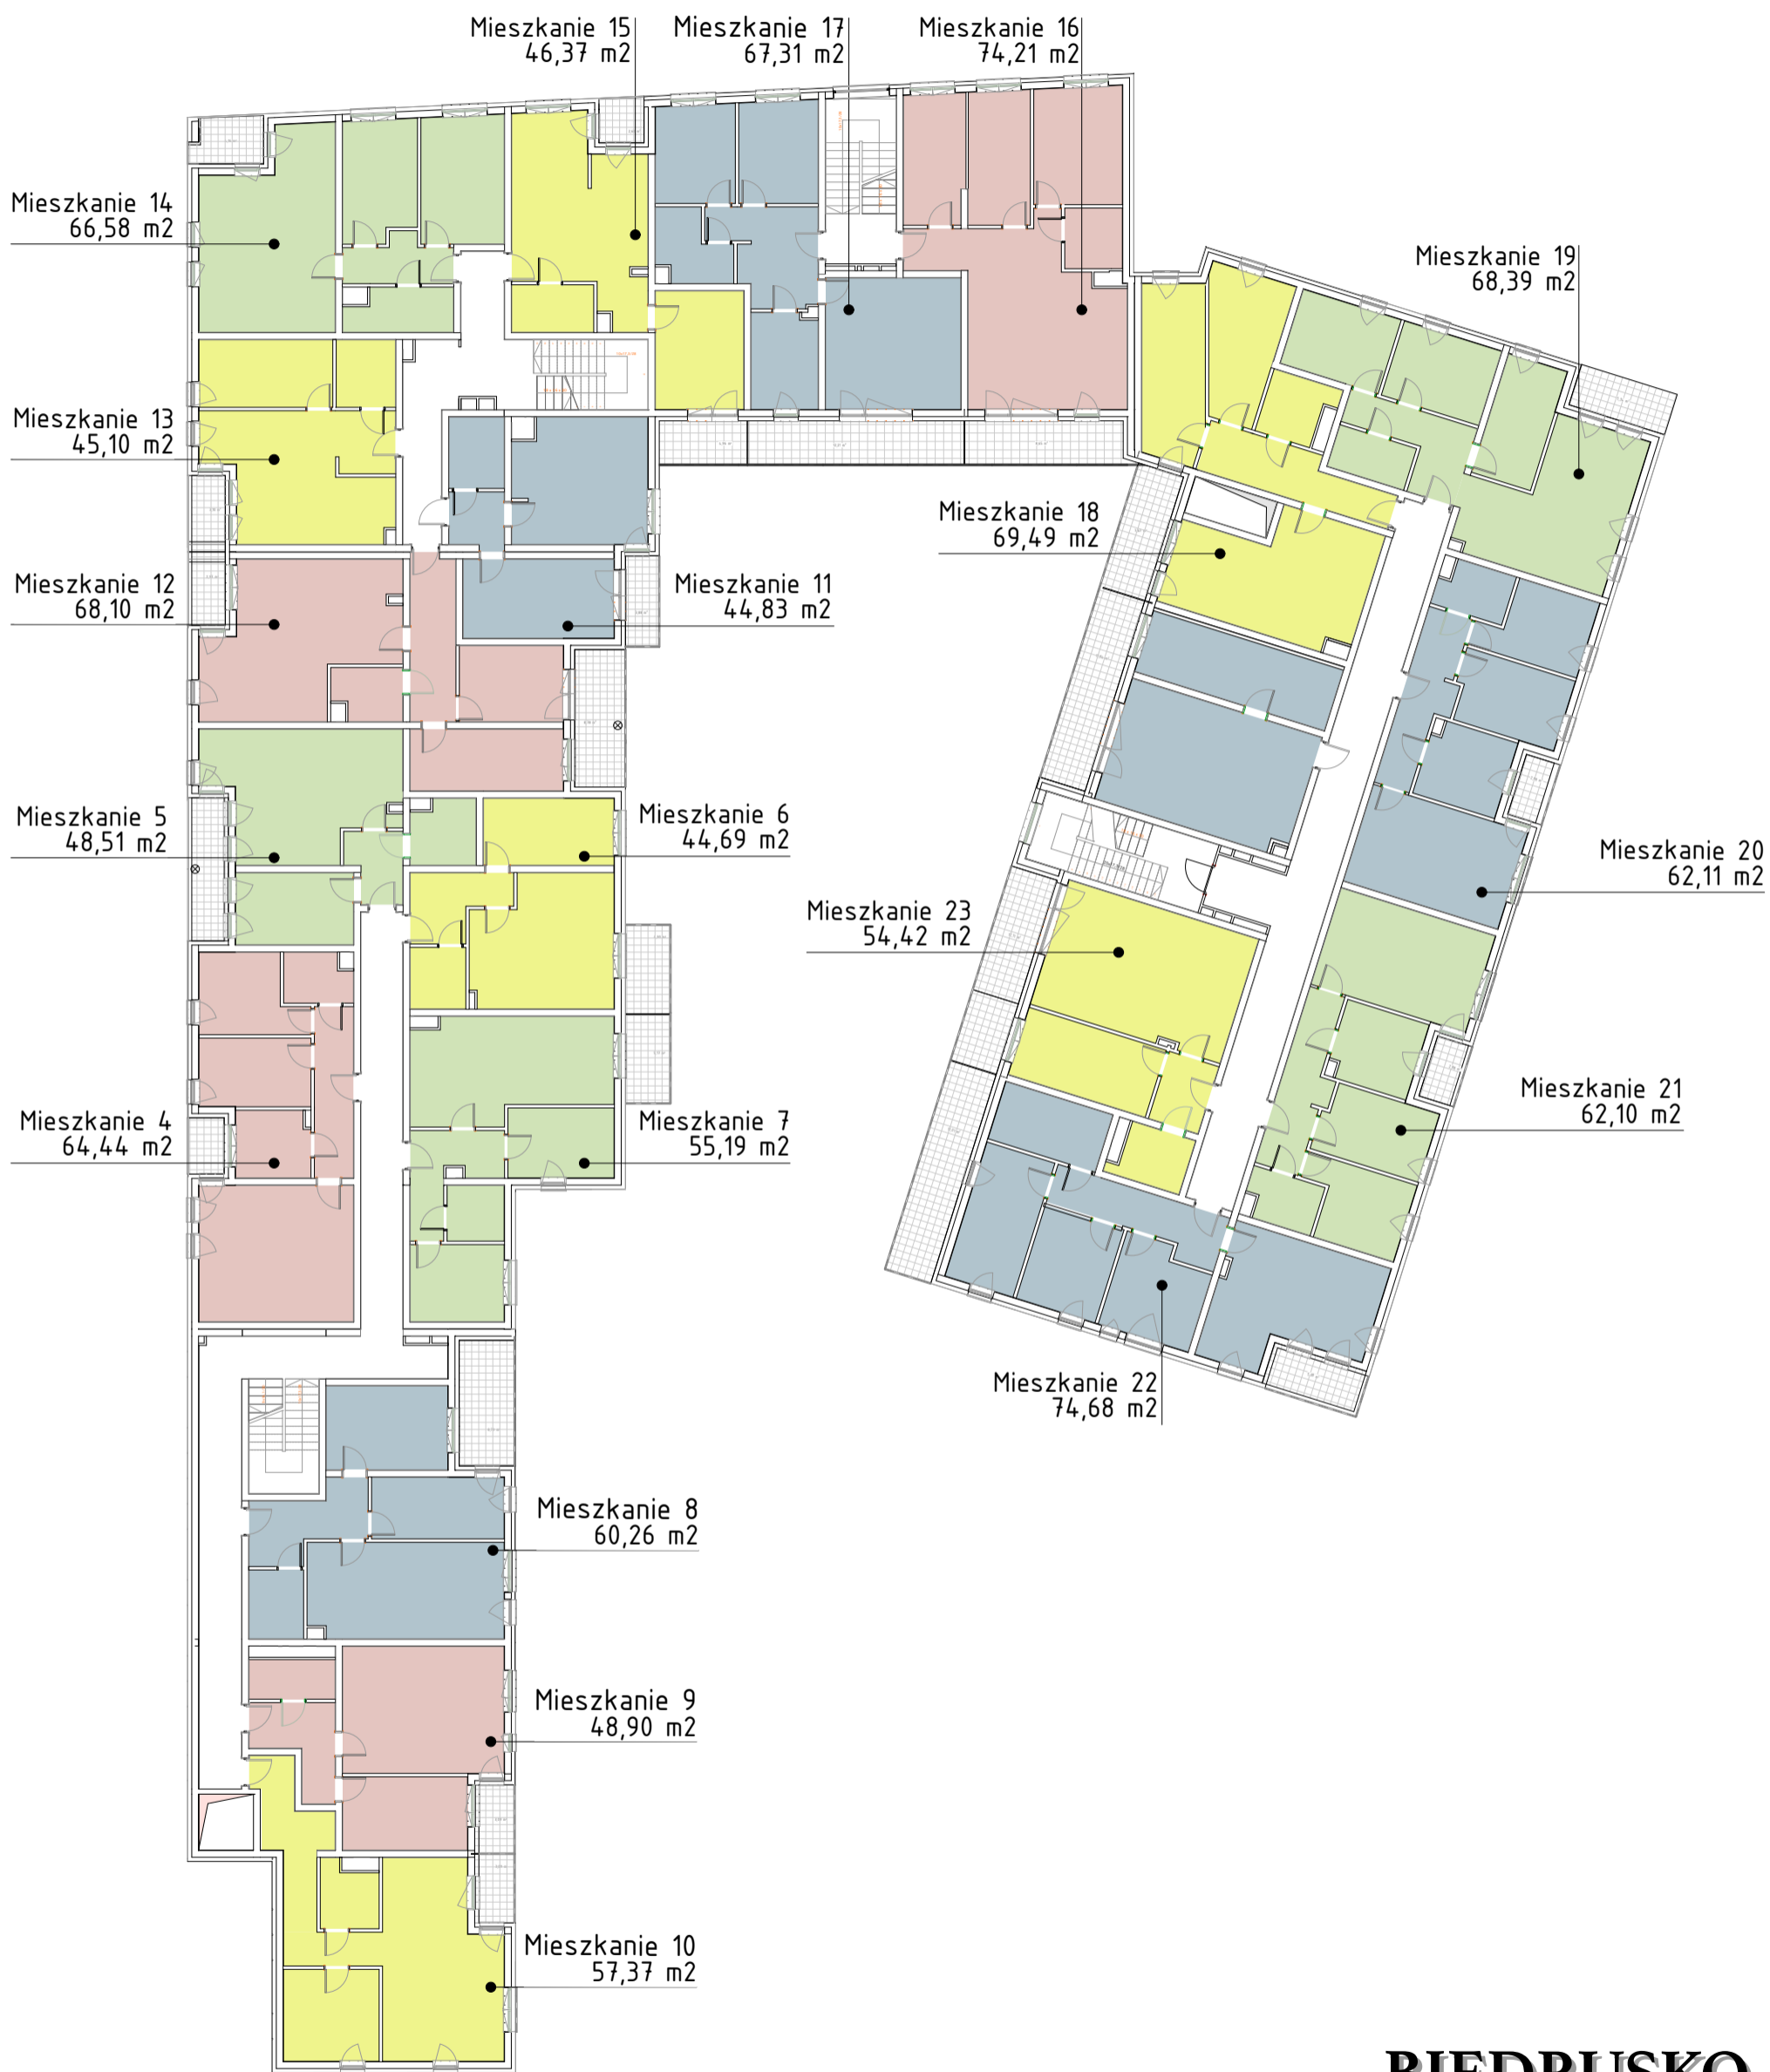 Mieszkanie 15
46,37 m2
Mieszkanie 17
67,31 m2
Mieszkanie 16
74,21 m2
Mieszkanie 14
66,58 m2
Mieszkanie 19
68,39 m2
Mieszkanie 13
45,10 m2
Mieszkanie 18
69,49 m2
Mieszkanie 12
68,10 m2
Mieszkanie 11
44,83 m2
Mieszkanie 5
48,51 m2
Mieszkanie 6
44,69 m2
Mieszkanie 20
62,11 m2
Mieszkanie 23
54,42 m2
Mieszkanie 4
64,44 m2
Mieszkanie 7
55,19 m2
Mieszkanie 21
62,10 m2
Mieszkanie 22
74,68 m2
Mieszkanie 8
60,26 m2
Mieszkanie 9
48,90 m2
Mieszkanie 10
57,37 m2
BIEDRUSKO